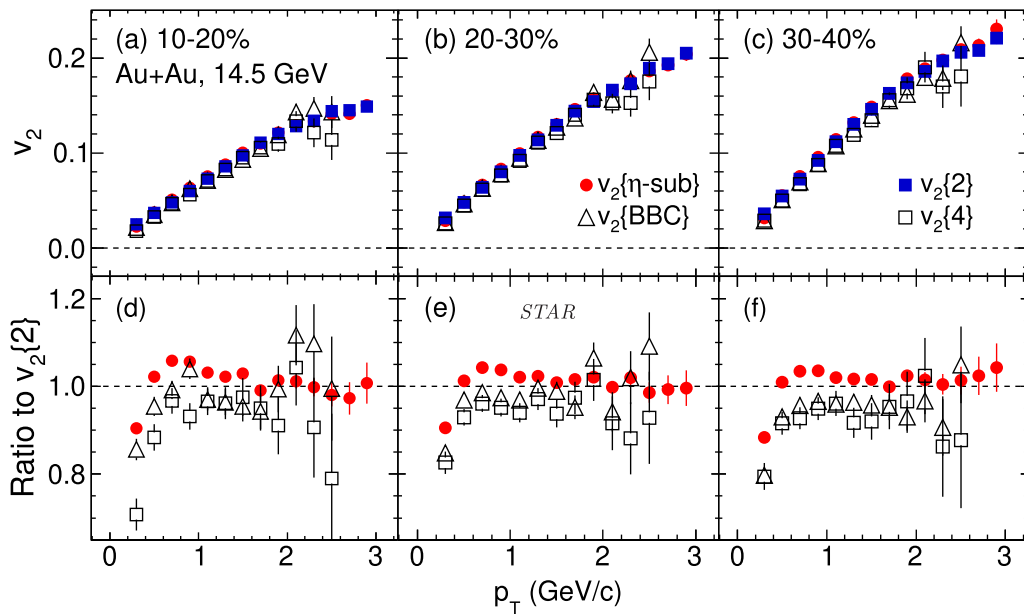 (a) 10-20%
Au+Au, 14.5 GeV
(b) 20-30%
(c) 30-40%
v₂
0.2
0.1
0.0
v₂{η-sub}
v₂{BBC}
v₂{2}
v₂{4}
(d)
(e)
STAR
(f)
Ratio to v₂{2}
1.2
1.0
0.8
0 1 2 3 0 1 2 3 0 1 2 3
p_T (GeV/c)